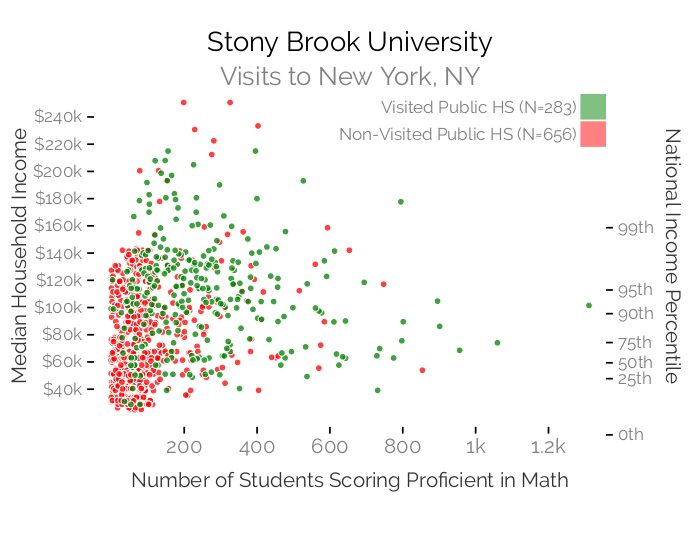 Stony Brook University
Visits to New York, NY
Visited Public HS (N=283)
Non-Visited Public HS (N=656)
Median Household Income
$240k
$220k
$200k
$180k
$160k
$140k
$120k
$100k
$80k
$60k
$40k
National Income Percentile
99th
95th
90th
75th
50th
25th
0th
200
400
600
800
1k
1.2k
Number of Students Scoring Proficient in Math